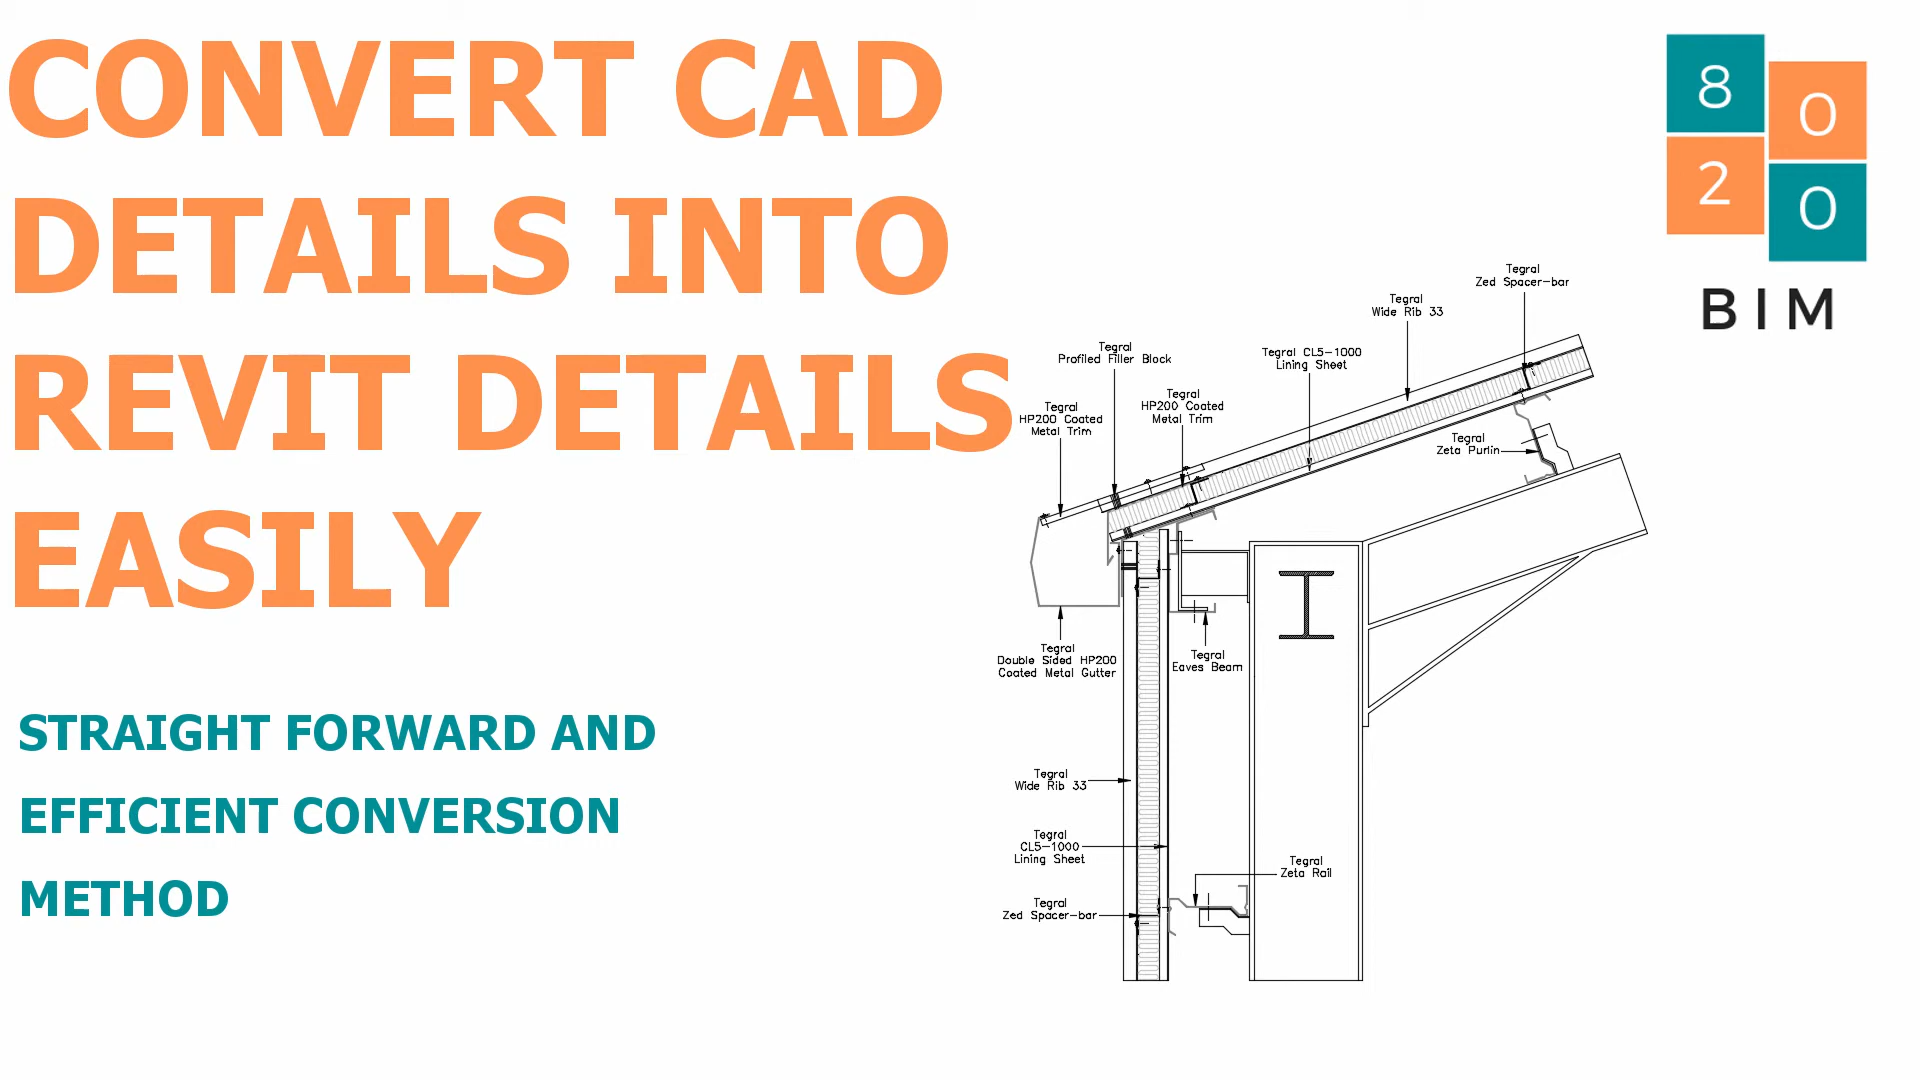 CONVERT CAD
DETAILS INTO
REVIT DETAILS
EASILY
STRAIGHT FORWARD AND
EFFICIENT CONVERSION
METHOD
8
0
2
0
BIM
Tegral
Zed Spacer-bar
Tegral
Wide Rib 33
Tegral
Profiled Filler Block
Tegral CL5-1000
Lining Sheet
Tegral
HP200 Coated
Metal Trim
Tegral
HP200 Coated
Metal Trim
Tegral
Zeta Purlin
Tegral
Double Sided HP200
Coated Metal Gutter
Tegral
Eaves Beam
Tegral
Wide Rib 33
Tegral
CL5-1000
Lining Sheet
Tegral
Zeta Rail
Tegral
Zed Spacer-bar